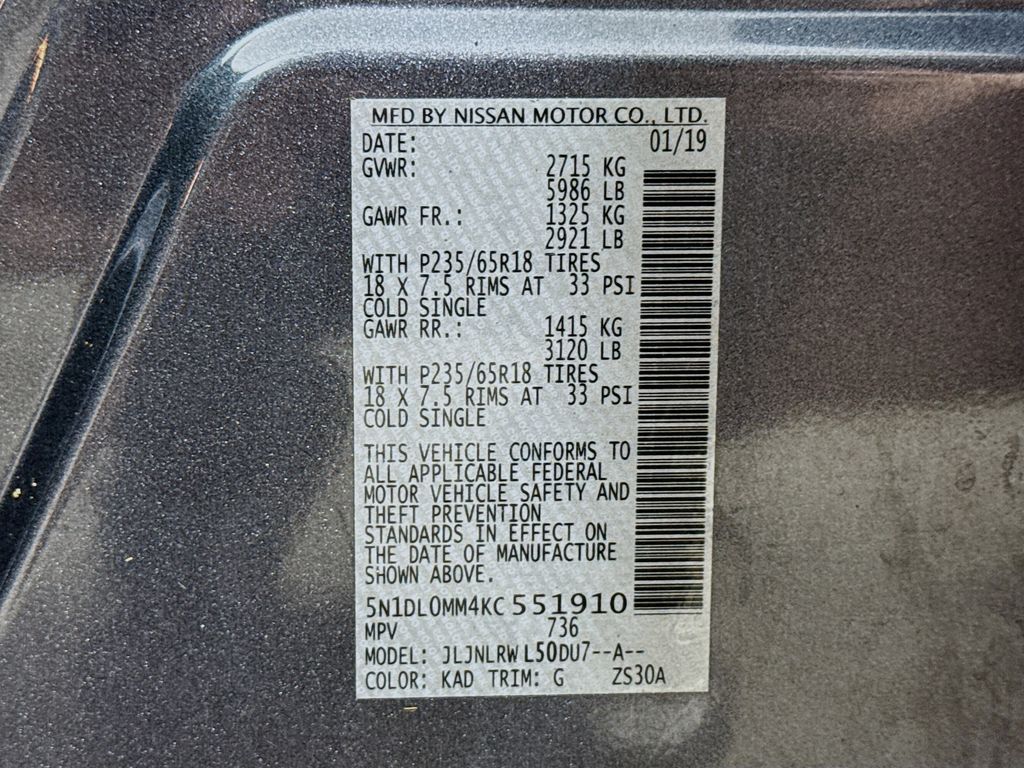 MFD BY NISSAN MOTOR CO., LTD.
DATE: 01/19
GVWR: 2715 KG
5986 LB
GAWR FR.: 1325 KG
2921 LB
WITH P235/65R18 TIRES
18 X 7.5 RIMS AT 33 PSI
COLD SINGLE
GAWR RR.: 1415 KG
3120 LB
WITH P235/65R18 TIRES
18 X 7.5 RIMS AT 33 PSI
COLD SINGLE
THIS VEHICLE CONFORMS TO
ALL APPLICABLE FEDERAL
MOTOR VEHICLE SAFETY AND
THEFT PREVENTION
STANDARDS IN EFFECT ON
THE DATE OF MANUFACTURE
SHOWN ABOVE.
5N1DL0MM4KC 551910
MPV 736
MODEL: JLJNLRW L50DU7--A--
COLOR: KAD TRIM: G ZS30A